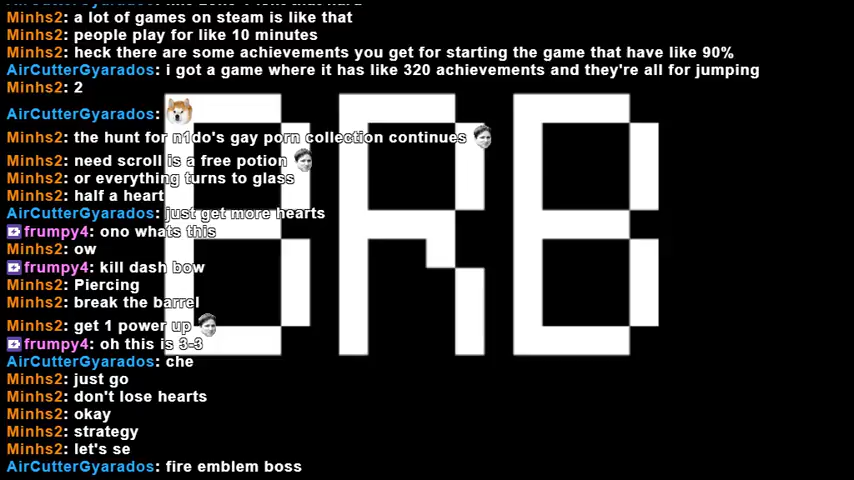 Minhs2: a lot of games on steam is like that
Minhs2: people play for like 10 minutes
Minhs2: heck there are some achievements you get for starting the game that have like 90%
AirCutterGyarados: i got a game where it has like 320 achievements and they're all for jumping
Minhs2: 2
AirCutterGyarados:
Minhs2: the hunt for n1do's gay porn collection continues
Minhs2: need scroll is a free potion
Minhs2: or everything turns to glass
Minhs2: half a heart
AirCutterGyarados: just get more hearts
frumpy4: ono whats this
Minhs2: ow
frumpy4: kill dash bow
Minhs2: Piercing
Minhs2: break the barrel
Minhs2: get 1 power up
frumpy4: oh this is 3-3
AirCutterGyarados: che
Minhs2: just go
Minhs2: don't lose hearts
Minhs2: okay
Minhs2: strategy
Minhs2: let's se
AirCutterGyarados: fire emblem boss
BRB